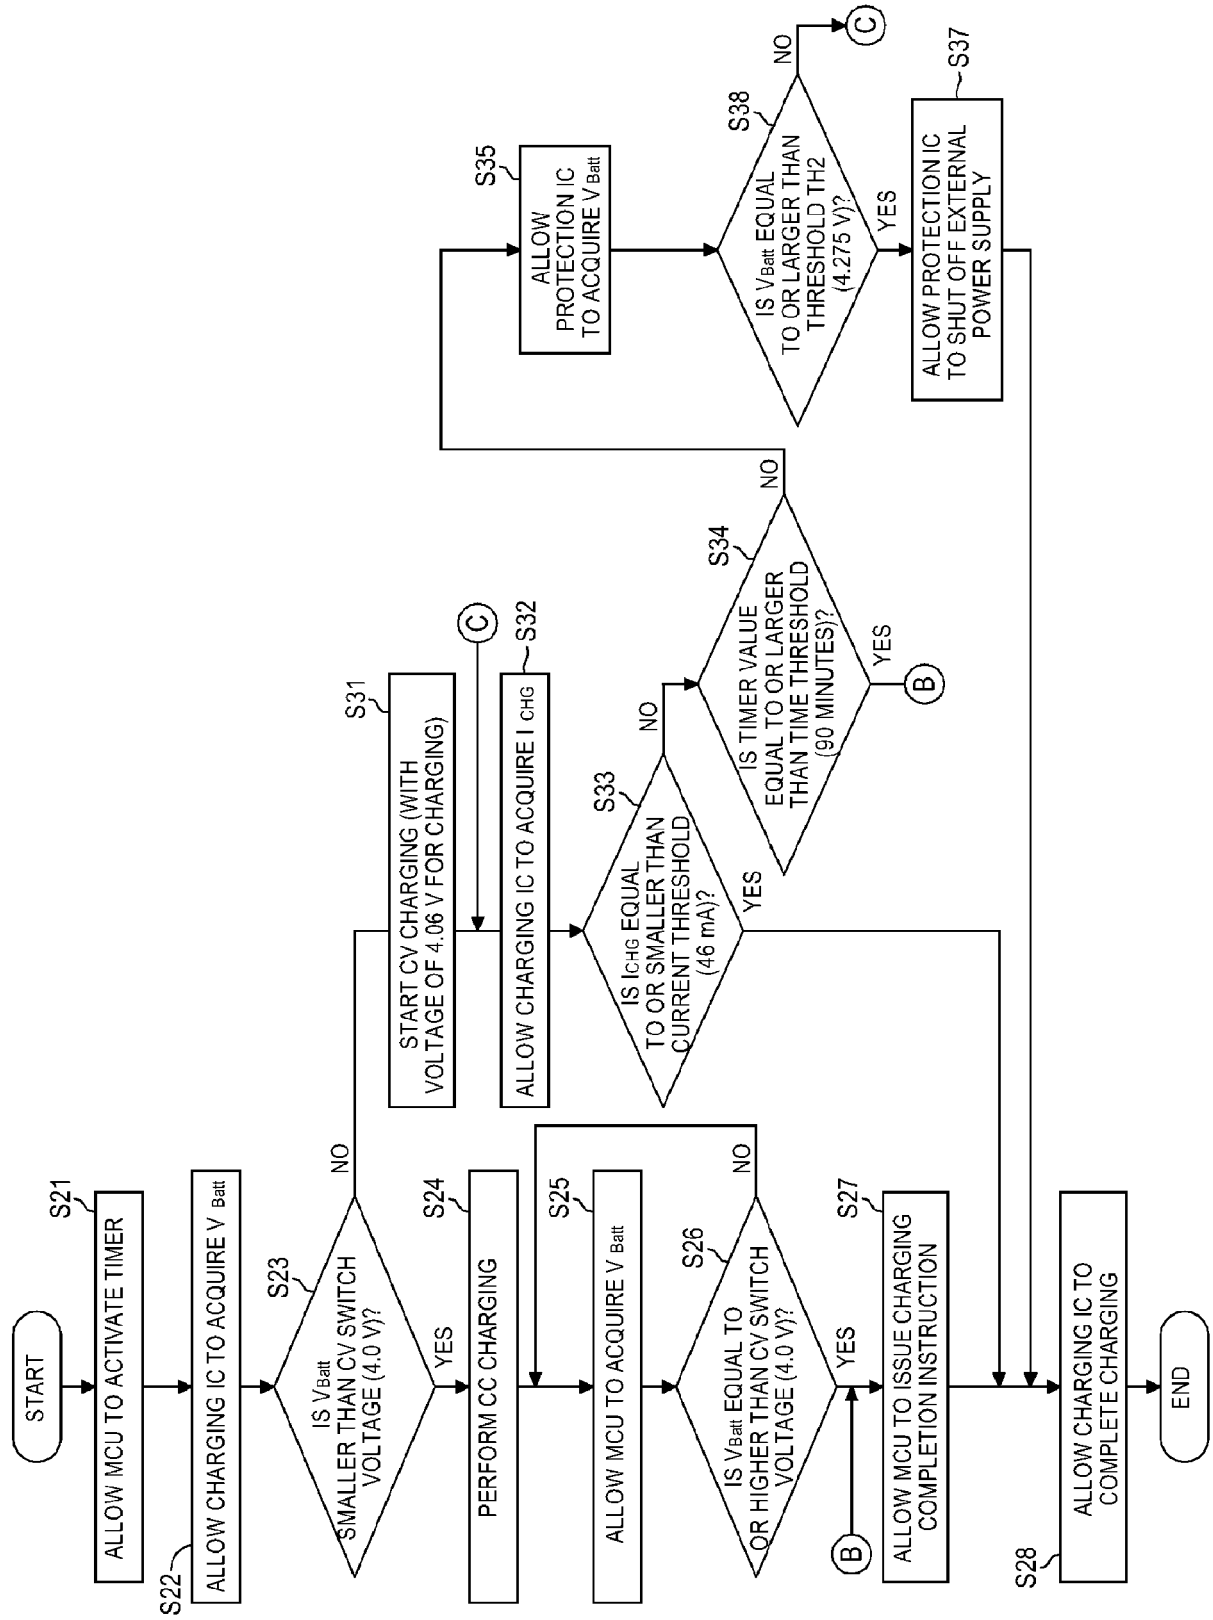 START
S21
ALLOW MCU TO ACTIVATE TIMER
S22
ALLOW CHARGING IC TO ACQUIRE V Batt
S23
IS VBatt
SMALLER THAN CV SWITCH
VOLTAGE (4.0 V)?
NO
YES
S24
PERFORM CC CHARGING
S25
ALLOW MCU TO ACQUIRE V Batt
S26
IS VBatt EQUAL TO
OR HIGHER THAN CV SWITCH
VOLTAGE (4.0 V)?
NO
YES
B
S27
ALLOW MCU TO ISSUE CHARGING
COMPLETION INSTRUCTION
S28
ALLOW CHARGING IC TO
COMPLETE CHARGING
END
S31
START CV CHARGING (WITH
VOLTAGE OF 4.06 V FOR CHARGING)
C
S32
ALLOW CHARGING IC TO ACQUIRE I CHG
S33
IS ICHG EQUAL
TO OR SMALLER THAN
CURRENT THRESHOLD
(46 mA)?
NO
YES
S34
IS TIMER VALUE
EQUAL TO OR LARGER
THAN TIME THRESHOLD
(90 MINUTES)?
NO
YES
B
S35
ALLOW
PROTECTION IC
TO ACQUIRE V Batt
S38
IS VBatt EQUAL
TO OR LARGER THAN
THRESHOLD TH2
(4.275 V)?
NO
C
YES
S37
ALLOW PROTECTION IC
TO SHUT OFF EXTERNAL
POWER SUPPLY